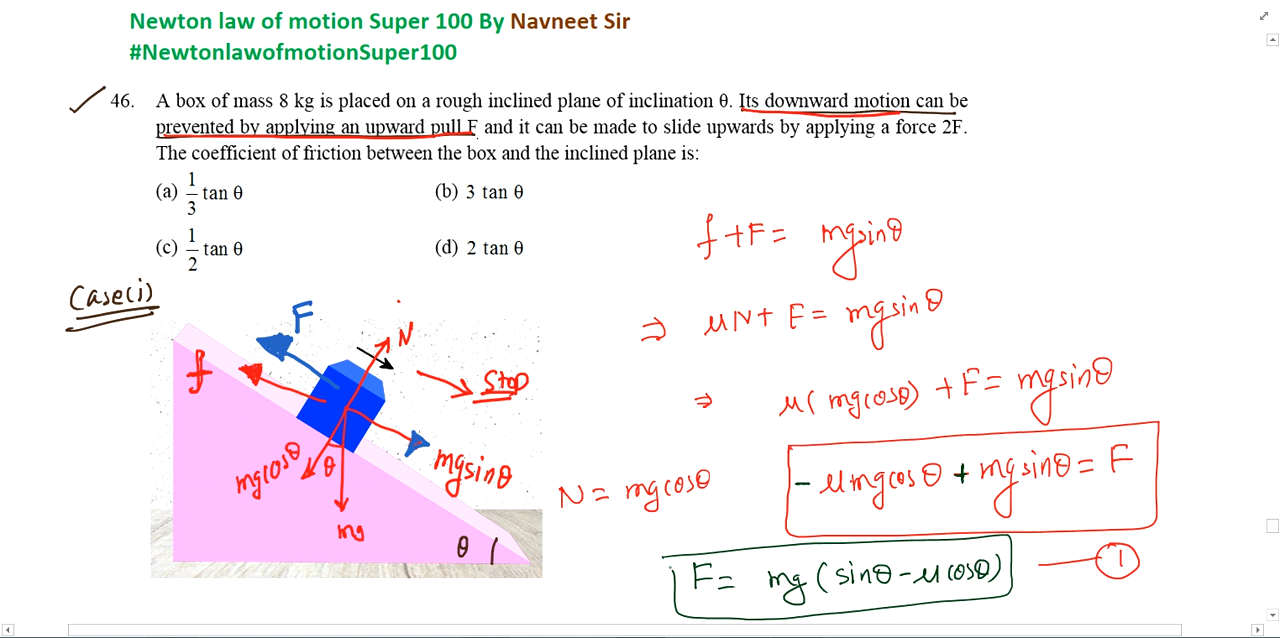 Newton law of motion Super 100 By Navneet Sir
#NewtonlawofmotionSuper100
46. A box of mass 8 kg is placed on a rough inclined plane of inclination θ. Its downward motion can be
prevented by applying an upward pull F and it can be made to slide upwards by applying a force 2F.
The coefficient of friction between the box and the inclined plane is:
(a) 1/3 tan θ (b) 3 tan θ
(c) 1/2 tan θ (d) 2 tan θ
Case(i)
F
N
f
Stop
mgcosθ
θ
mgsinθ
mg
θ
f + F = mgsinθ
⇒ μN + F = mgsinθ
⇒ μ(mgcosθ) + F = mgsinθ
N = mgcosθ
- μmgcosθ + mgsinθ = F
F = mg(sinθ - μcosθ) — 1